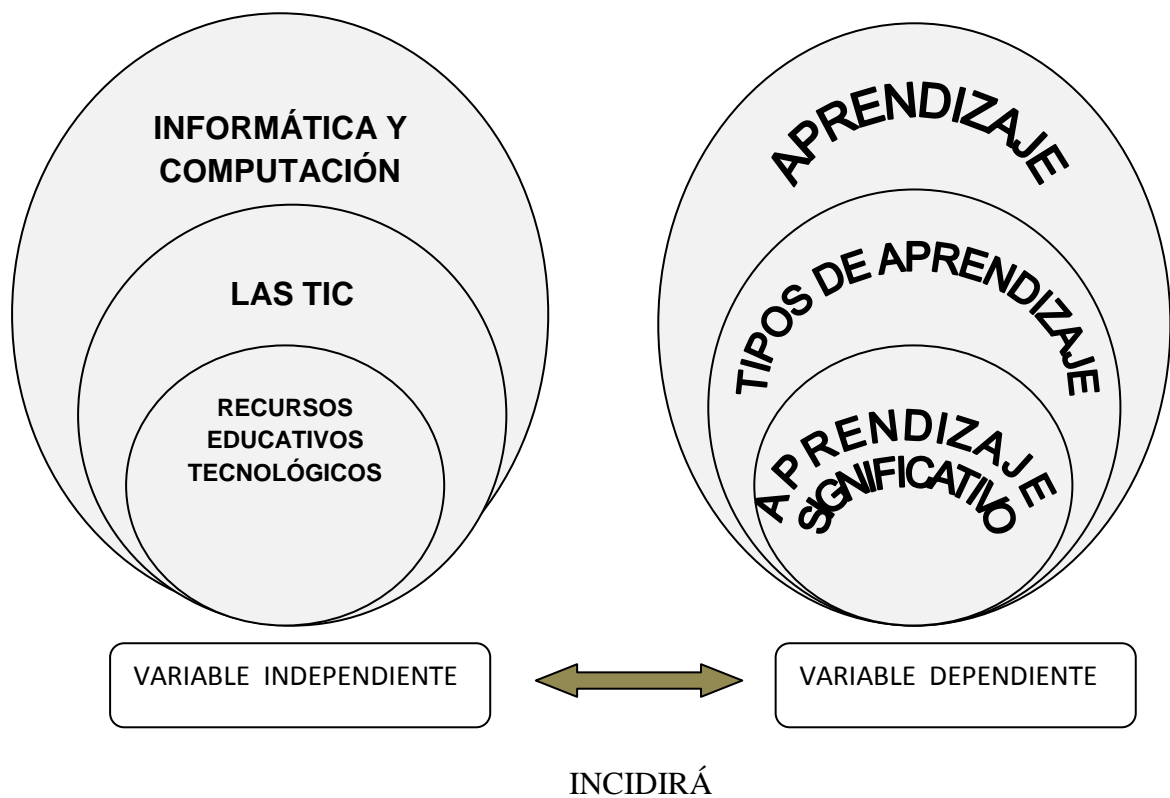 INFORMÁTICA Y
COMPUTACIÓN
LAS TIC
RECURSOS
EDUCATIVOS
TECNOLÓGICOS
APRENDIZAJE
TIPOS DE APRENDIZAJE
APRENDIZAJE
SIGNIFICATIVO
VARIABLE INDEPENDIENTE
VARIABLE DEPENDIENTE
INCIDIRÁ